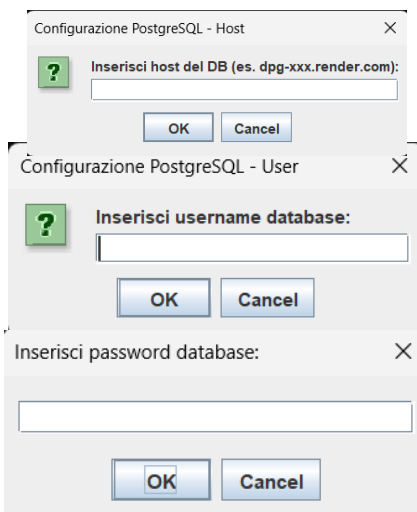 Configurazione PostgreSQL - Host
Inserisci host del DB (es. dpg-xxx.render.com):
OK Cancel
Configurazione PostgreSQL - User
Inserisci username database:
OK Cancel
Inserisci password database:
OK Cancel